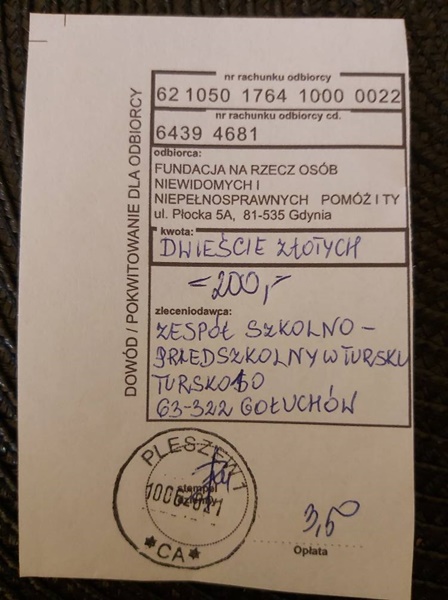 DOWÓD / POKWITOWANIE DLA ODBIORCY
nr rachunku odbiorcy
62 1050 1764 1000 0022
nr rachunku odbiorcy cd.
6439 4681
odbiorca:
FUNDACJA NA RZECZ OSÓB
NIEWIDOMYCH I
NIEPEŁNOSPRAWNYCH POMÓŻ I TY
ul. Płocka 5A, 81-535 Gdynia
kwota:
DWIEŚCIE ZŁOTYCH
=200,-
zleceniodawca:
ZESPÓŁ SZKOLNO -
PRZEDSZKOLNY W TURSKU
TURSKO
63-322 GOŁUCHÓW
PLESZEW 1
stempel
dzienny
*CA*
3,50
Opłata